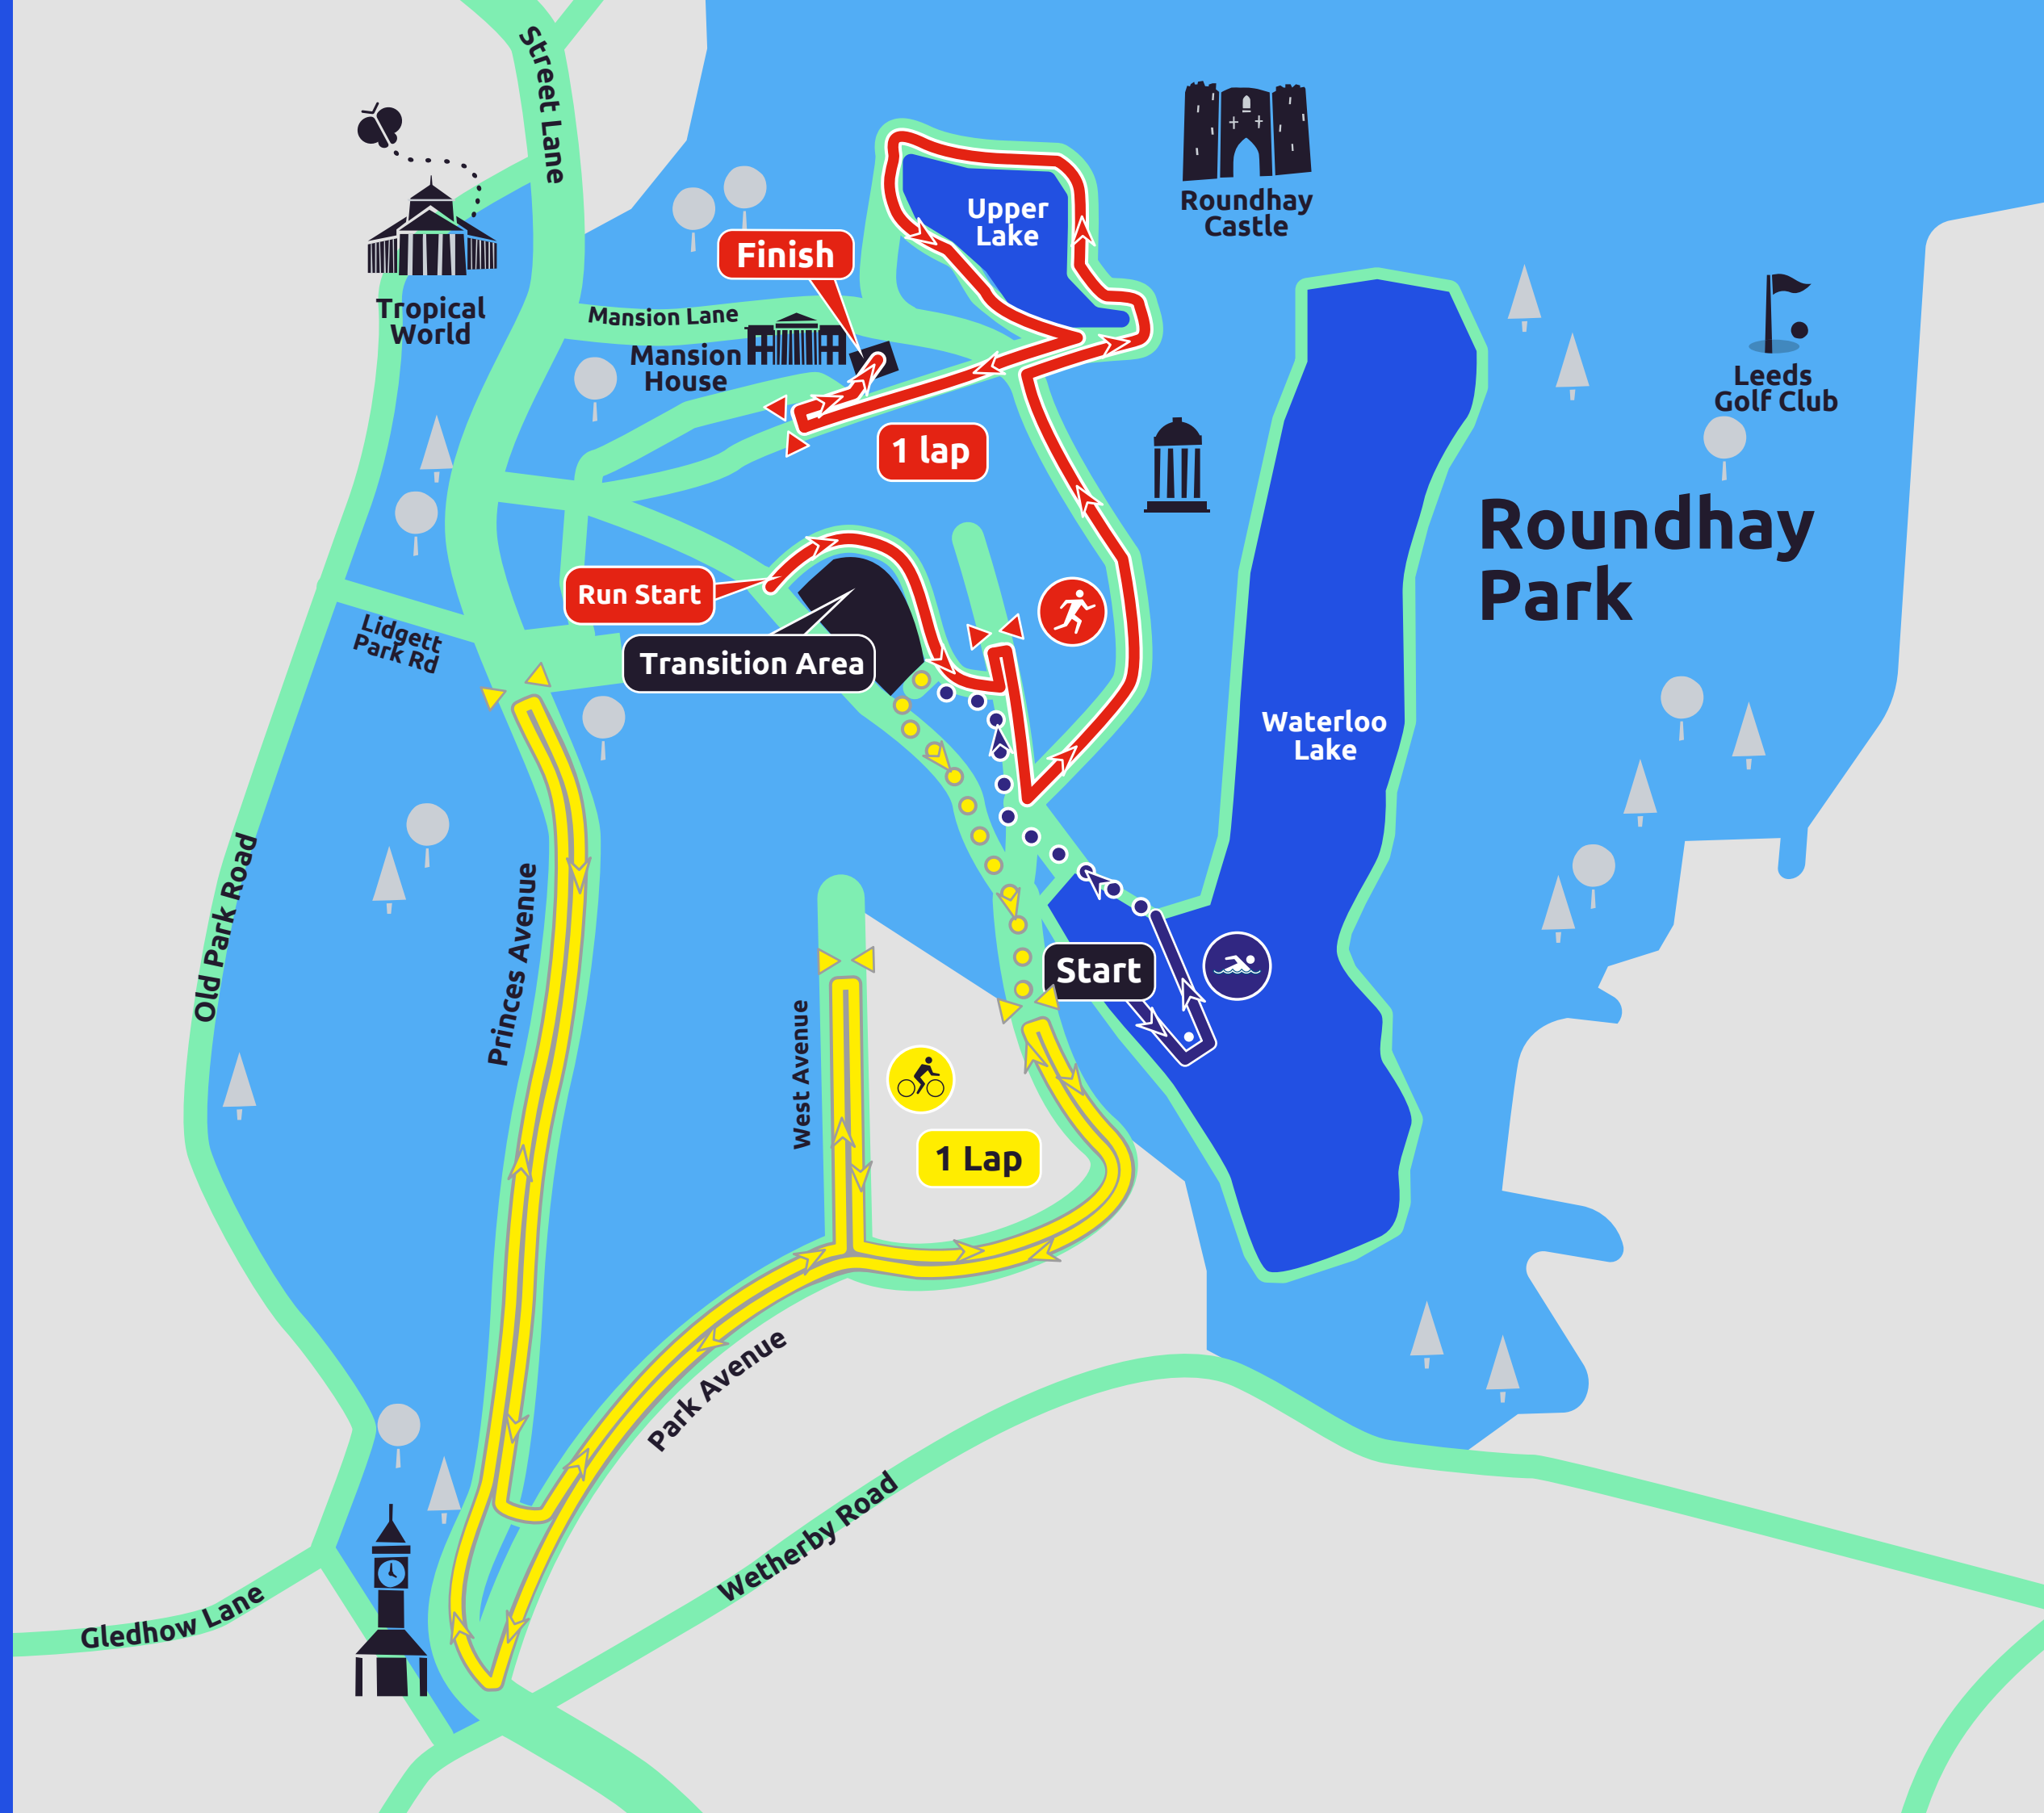 Street Lane
Tropical
World
Finish
Upper
Lake
Roundhay
Castle
Mansion Lane
Mansion
House
Leeds
Golf Club
1 lap
Roundhay
Park
Run Start
Lidgett
Park Rd
Transition Area
Waterloo
Lake
Old Park Road
Princes Avenue
Start
West Avenue
1 Lap
Park Avenue
Wetherby Road
Gledhow Lane